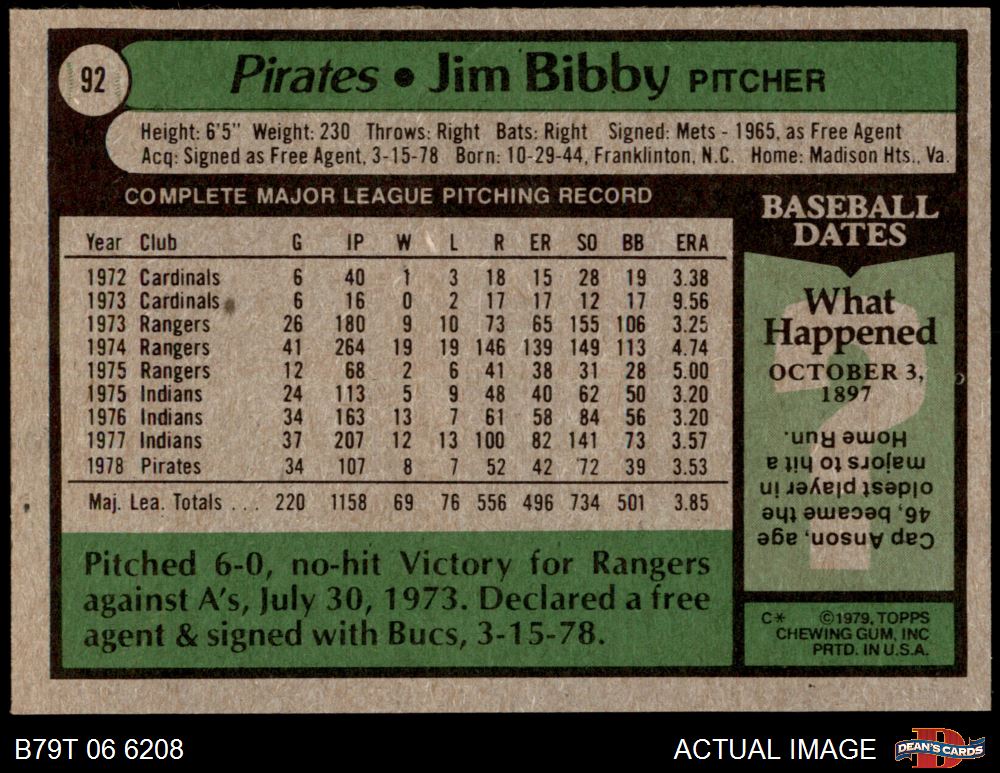 92
Pirates • Jim Bibby PITCHER
Height: 6'5" Weight: 230 Throws: Right Bats: Right Signed: Mets - 1965, as Free Agent
Acq: Signed as Free Agent, 3-15-78 Born: 10-29-44, Franklinton, N.C. Home: Madison Hts., Va.
COMPLETE MAJOR LEAGUE PITCHING RECORD
Year Club G IP W L R ER SO BB ERA
1972 Cardinals 6 40 1 3 18 15 28 19 3.38
1973 Cardinals 6 16 0 2 17 17 12 17 9.56
1973 Rangers 26 180 9 10 73 65 155 106 3.25
1974 Rangers 41 264 19 19 146 139 149 113 4.74
1975 Rangers 12 68 2 6 41 38 31 28 5.00
1975 Indians 24 113 5 9 48 40 62 50 3.20
1976 Indians 34 163 13 7 61 58 84 56 3.20
1977 Indians 37 207 12 13 100 82 141 73 3.57
1978 Pirates 34 107 8 7 52 42 72 39 3.53
Maj. Lea. Totals . . . 220 1158 69 76 556 496 734 501 3.85
Pitched 6-0, no-hit Victory for Rangers
against A's, July 30, 1973. Declared a free
agent & signed with Bucs, 3-15-78.
BASEBALL
DATES
What
Happened
OCTOBER 3,
1897
Cap Anson, age
46, became the
oldest player in
majors to hit a
Home Run.
C* ©1979, TOPPS
CHEWING GUM, INC
PRTD. IN U.S.A.
B79T 06 6208
ACTUAL IMAGE
DEAN'S CARDS